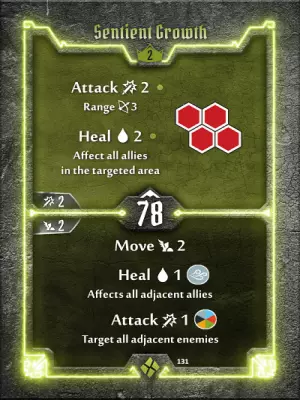 Sentient Growth
2
Attack 2
Range 3
Heal 2
Affect all allies
in the targeted area
2
78
2
Move 2
Heal 1
Affects all adjacent allies
Attack 1
Target all adjacent enemies
131